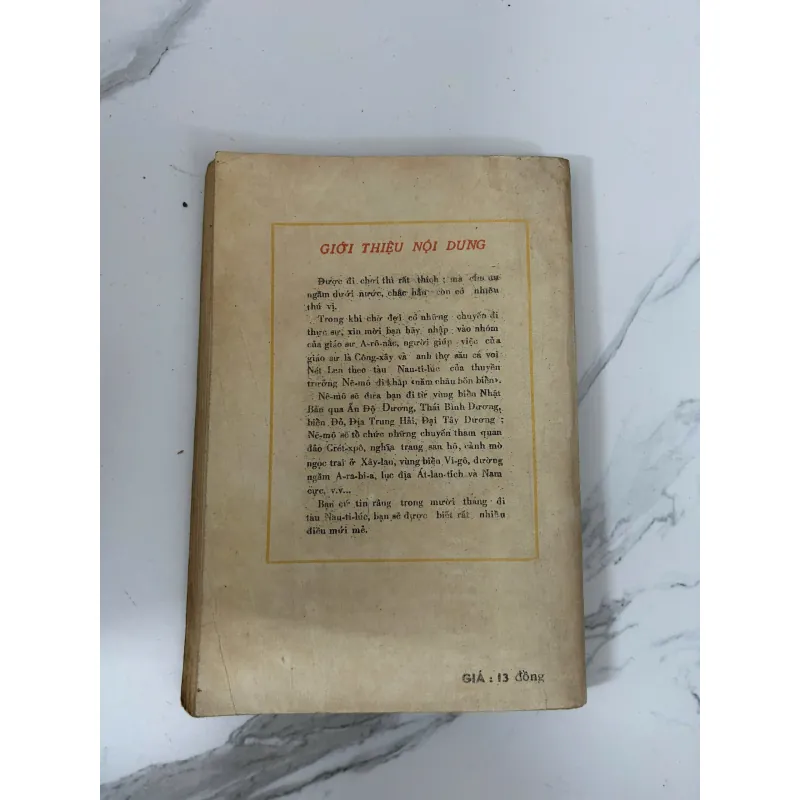 GIỚI THIỆU NỘI DUNG
Được đi chơi thì rất thích ; mà
ngầm dưới nước, chắc hẳn còn có nhiều
thú vị.
Trong khi chờ đợi có những chuyến đi
thực sự, xin mời bạn hãy nhập vào nhóm
của giáo sư A-rô-nắc, người giúp việc của
giáo sư là Công-xây và anh thợ săn cá voi
Nét Len theo tàu Nau-ti-lúc của thuyền
trưởng Nê-mô đi khắp «năm châu bốn biển».
Nê-mô sẽ đưa bạn đi từ vùng biển Nhật
Bản qua Ấn Độ Dương, Thái Bình Dương,
biển Đỏ, Địa Trung Hải, Đại Tây Dương ;
Nê-mô sẽ tổ chức những chuyến tham quan
đảo Crét-xpô, nghĩa trang san hô, cảnh mò
ngọc trai ở Xây-lan, vùng biển Vi-gô, đường
ngầm A-ra-bi-a, lục địa Át-lan-tích và Nam
cực, v.v...
Bạn cứ tin rằng trong mười tháng đi
tàu Nau-ti-lúc, bạn sẽ được biết rất nhiều
điều mới mẻ.
GIÁ : 13 đồng